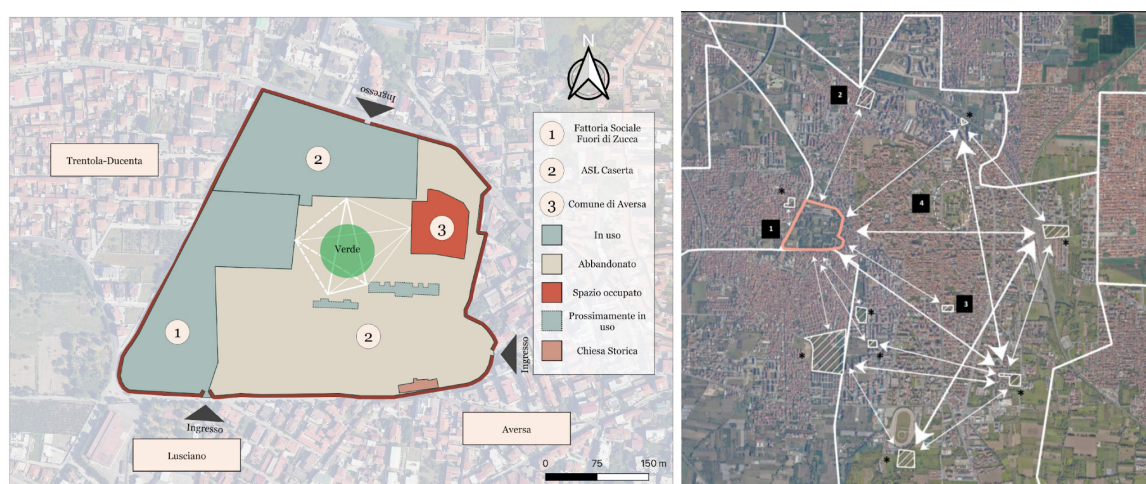 N
Ingresso
Trentola-Ducenta
2
3
Verde
1
2
Ingresso
Ingresso
Lusciano
Aversa
0 75 150 m
1 Fattoria Sociale
Fuori di Zucca
2 ASL Caserta
3 Comune di Aversa
In uso
Abbandonato
Spazio occupato
Prossimamente in
uso
Chiesa Storica
2
*
*
4
1
*
3
*
*
*
*
*